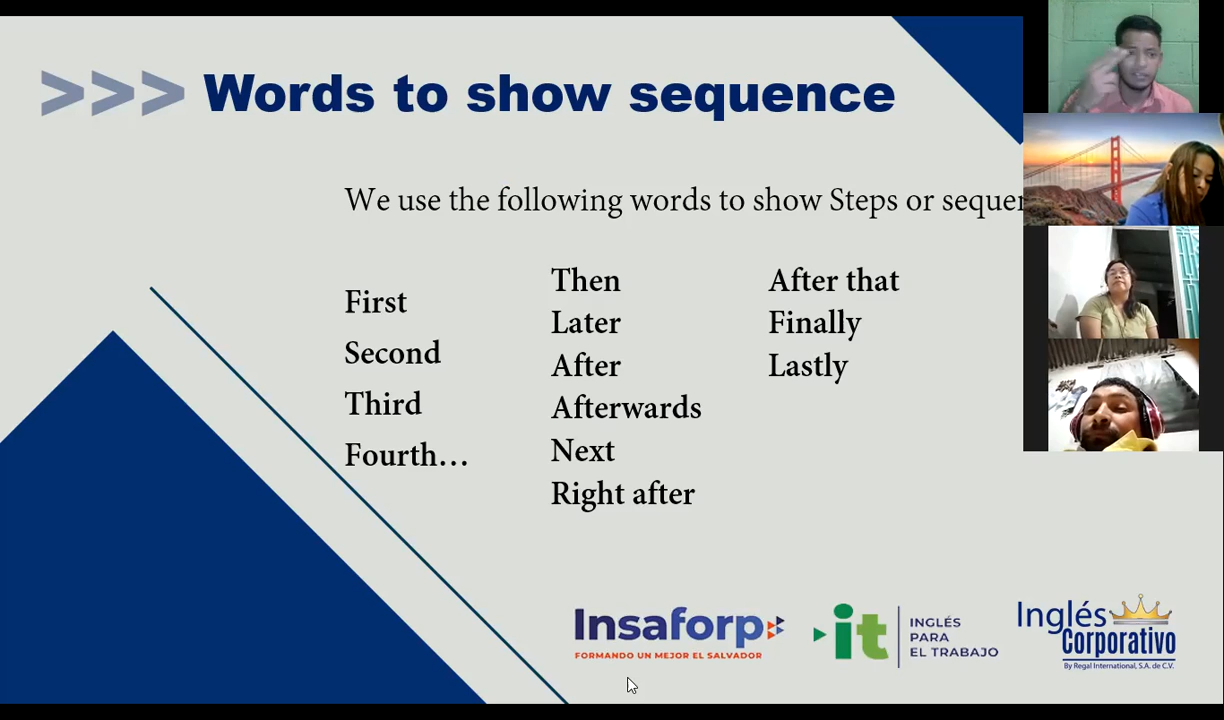 >>> Words to show sequence
We use the following words to show Steps or
First
Second
Third
Fourth…
Then
Later
After
Afterwards
Next
Right after
After that
Finally
Lastly
Insaforp
FORMANDO UN MEJOR EL SALVADOR
it
INGLÉS
PARA
EL TRABAJO
Inglés
Corporativo
By Regal International, S.A. de C.V.